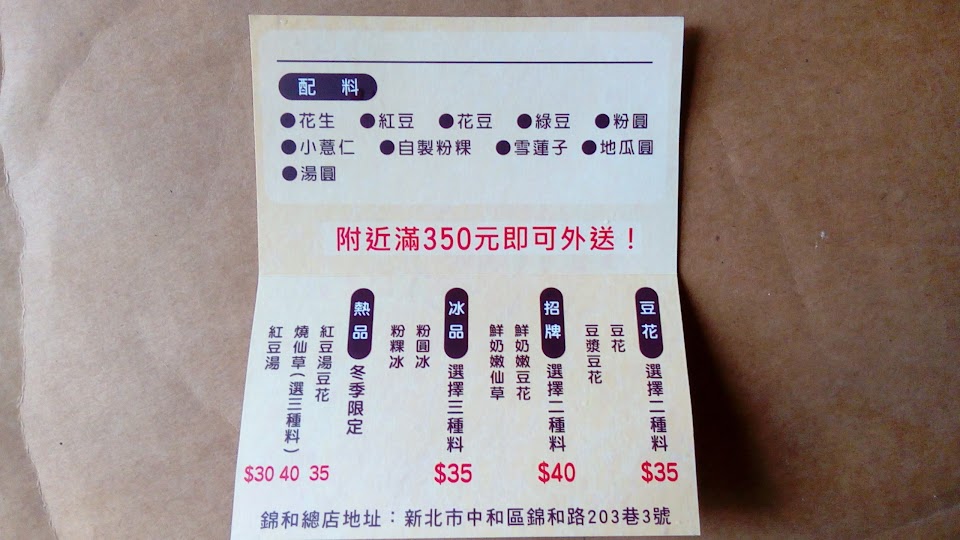 配 料
●花生 ●紅豆 ●花豆 ●綠豆 ●粉圓
●小薏仁 ●自製粉粿 ●雪蓮子 ●地瓜圓
●湯圓
附近滿350元即可外送！
豆花 選擇二種料
豆花
豆漿豆花
$35
招牌 選擇二種料
鮮奶嫩豆花
鮮奶嫩仙草
$40
冰品 選擇三種料
粉圓冰
粉粿冰
$35
熱品 冬季限定
紅豆湯豆花
35
燒仙草(選三種料)
40
紅豆湯
$30
錦和總店地址：新北市中和區錦和路203巷3號